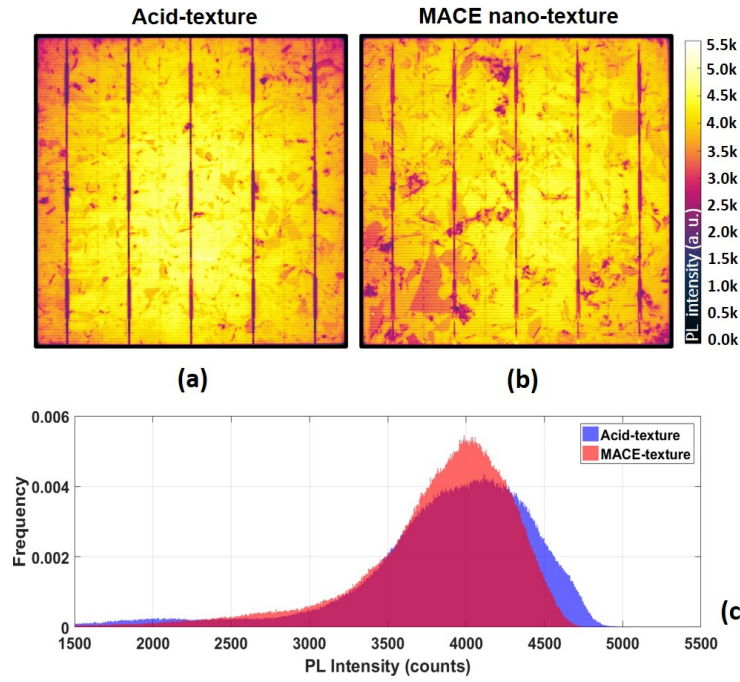 Acid-texture
MACE nano-texture
5.5k
5.0k
4.5k
4.0k
3.5k
3.0k
2.5k
2.0k
1.5k
1.0k
0.5k
0.0k
PL intensity (a. u.)
(a)
(b)
0.006
0.004
0.002
0
Frequency
Acid-texture
MACE-texture
(c
1500
2000
2500
3000
3500
4000
4500
5000
5500
PL Intensity (counts)